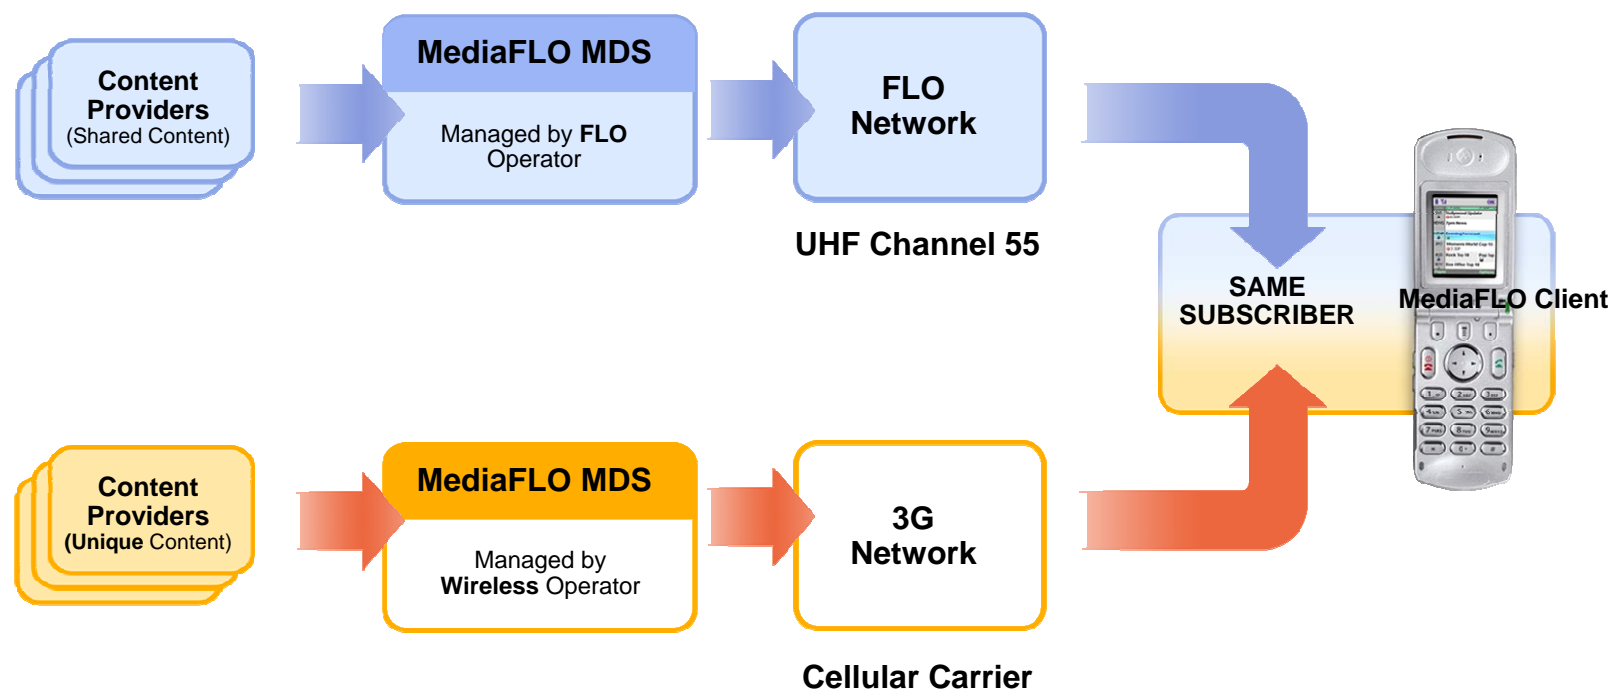 Content
Providers
(Shared Content)
MediaFLO MDS
Managed by FLO
Operator
FLO
Network
UHF Channel 55
SAME
SUBSCRIBER
MediaFLO Client
Content
Providers
(Unique Content)
MediaFLO MDS
Managed by
Wireless Operator
3G
Network
Cellular Carrier